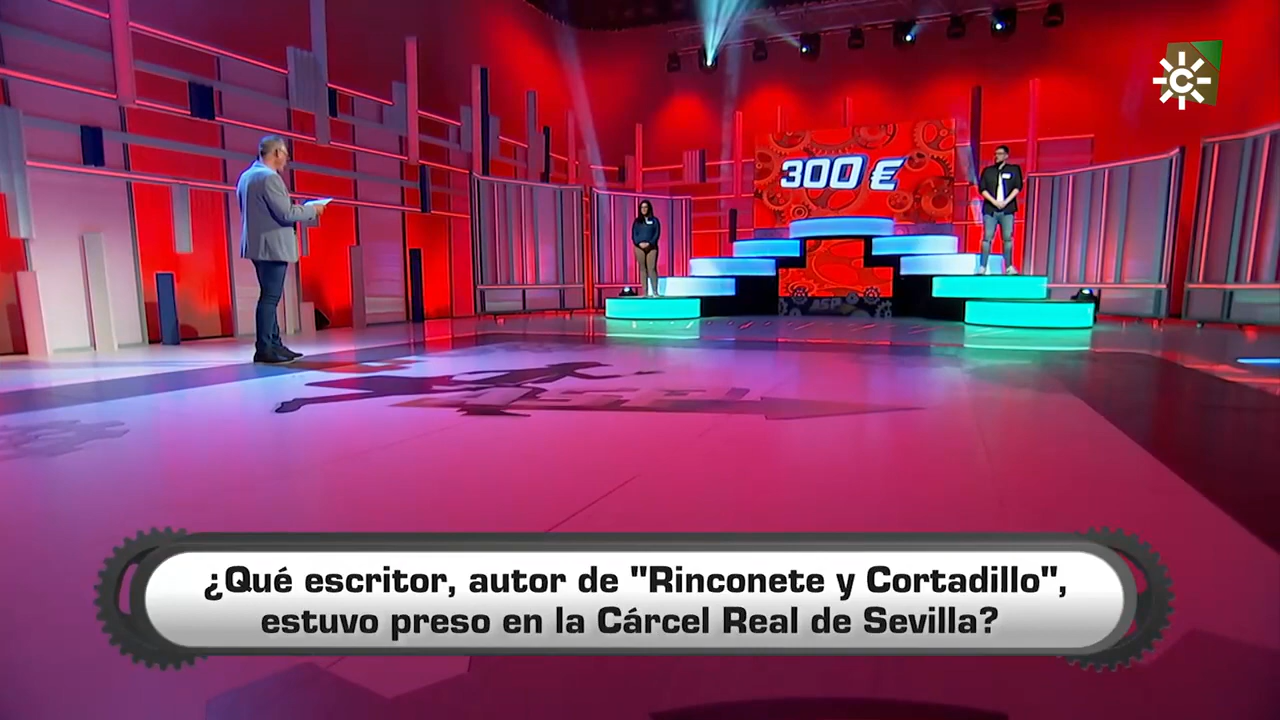 300 €
¿Qué escritor, autor de "Rinconete y Cortadillo",
estuvo preso en la Cárcel Real de Sevilla?